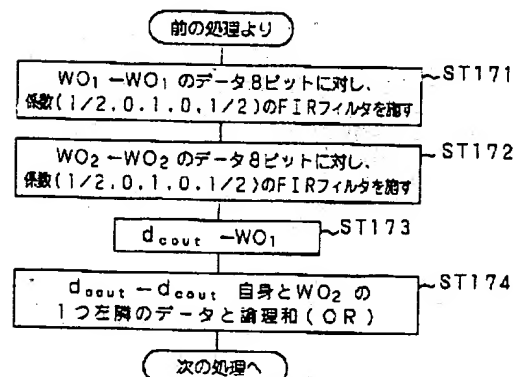 前の処理より
WO₁ ←WO₁ のデータ8ビットに対し、
係数(1/2.0.1.0.1/2)のFIRフィルタを施す
~ST171
WO₂ ←WO₂ のデータ8ビットに対し、
係数(1/2.0.1.0.1/2)のFIRフィルタを施す
~ST172
dcout ←WO₁
~ST173
dcout ←dcout 自身とWO₂ の
1つ左隣のデータと論理和(OR)
~ST174
次の処理へ